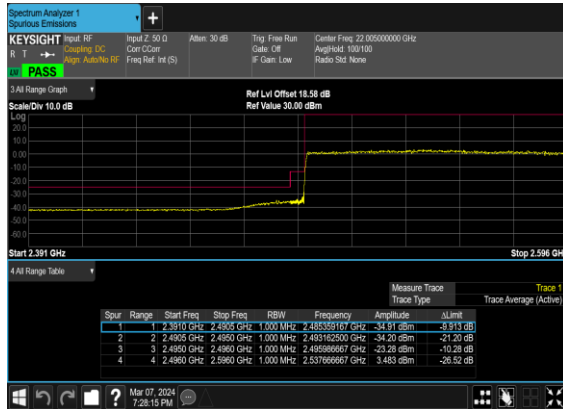 Spectrum Analyzer 1
Spurious Emissions
+
KEYSIGHT Input: RF Input Z: 50 Ω Atten: 30 dB Trig: Free Run Center Freq: 22.005000000 GHz
R T Coupling: DC Corr CCorr Gate: Off Avg|Hold: 100/100
Align: Auto/No RF Freq Ref: Int (S) IF Gain: Low Radio Std: None
PASS
3 All Range Graph
Ref Lvl Offset 18.58 dB
Scale/Div 10.0 dB Ref Value 30.00 dBm
Log
20.0
10.0
0.00
-10.0
-20.0
-30.0
-40.0
-50.0
-60.0
Start 2.391 GHz Stop 2.596 GH
4 All Range Table
Measure Trace Trace 1
Trace Type Trace Average (Active)
Spur Range Start Freq Stop Freq RBW Frequency Amplitude ΔLimit
1 1 2.3910 GHz 2.4905 GHz 1.000 MHz 2.485359167 GHz -34.91 dBm -9.913 dB
2 2 2.4905 GHz 2.4950 GHz 1.000 MHz 2.493162500 GHz -34.20 dBm -21.20 dB
3 3 2.4950 GHz 2.4960 GHz 1.000 MHz 2.495986667 GHz -23.28 dBm -10.28 dB
4 4 2.4960 GHz 2.5960 GHz 1.000 MHz 2.537666667 GHz 3.483 dBm -26.52 dB
? Mar 07, 2024
7:28:15 PM